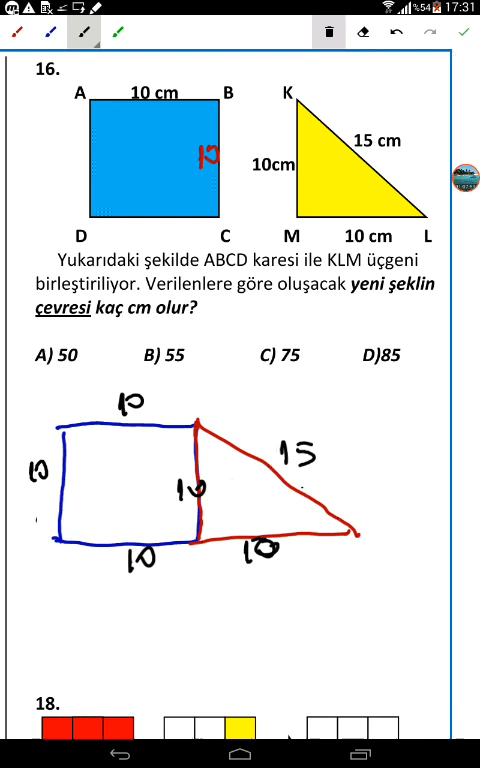 %54 17:31
16.
A 10 cm B K
10
15 cm
10cm
D C M 10 cm L
Yukarıdaki şekilde ABCD karesi ile KLM üçgeni
birleştiriliyor. Verilenlere göre oluşacak yeni şeklin
çevresi kaç cm olur?
A) 50 B) 55 C) 75 D)85
10
15
10
10
10 10
18.